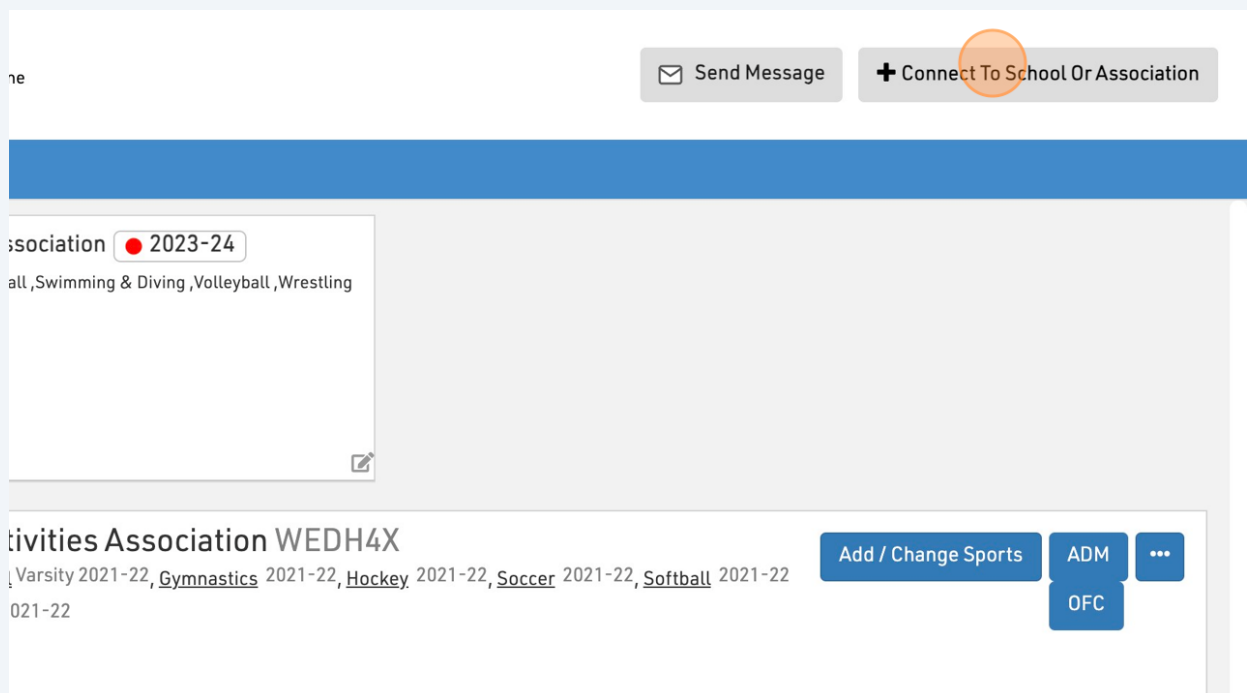 ne
Send Message
Connect To School Or Association
ssociation 2023-24
all ,Swimming & Diving ,Volleyball ,Wrestling
tivities Association WEDH4X
Varsity 2021-22, Gymnastics 2021-22, Hockey 2021-22, Soccer 2021-22, Softball 2021-22
021-22
Add / Change Sports
ADM
OFC